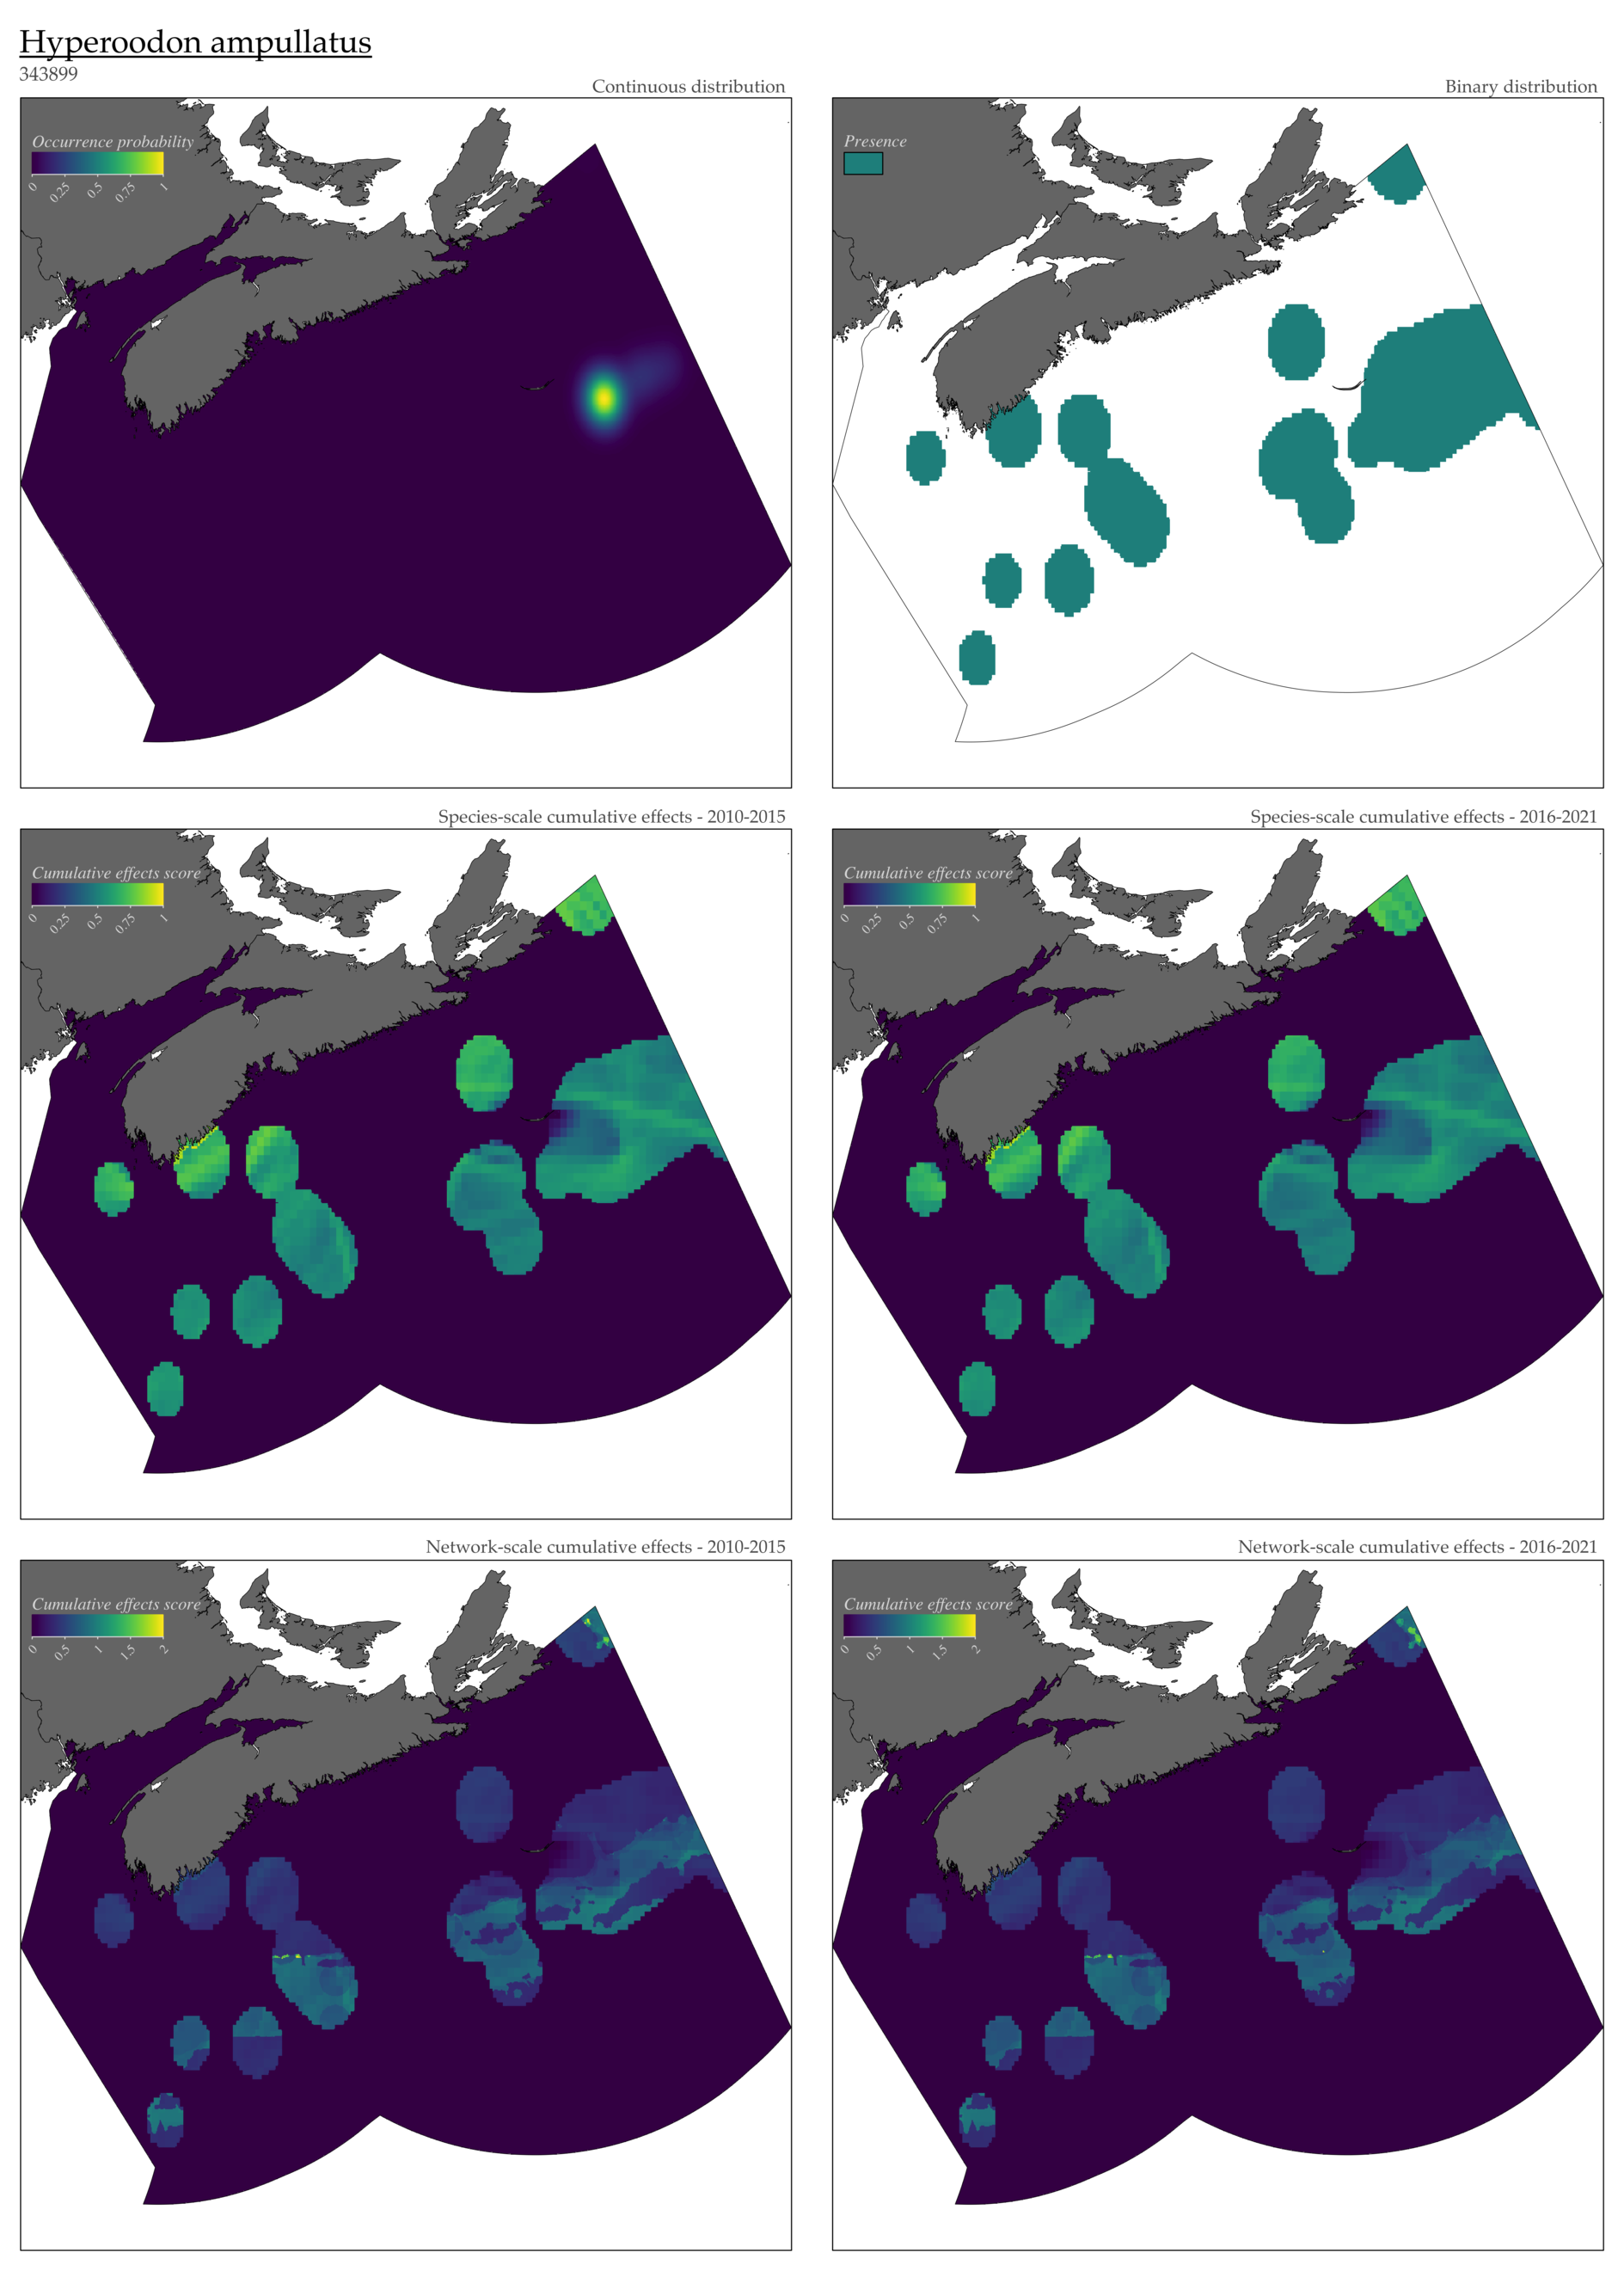 Hyperoodon ampullatus
343899
Continuous distribution
Occurrence probability
0 0.25 0.5 0.75 1
Binary distribution
Presence
Species-scale cumulative effects - 2010-2015
Cumulative effects score
0 0.25 0.5 0.75 1
Species-scale cumulative effects - 2016-2021
Cumulative effects score
0 0.25 0.5 0.75 1
Network-scale cumulative effects - 2010-2015
Cumulative effects score
0 0.5 1 1.5 2
Network-scale cumulative effects - 2016-2021
Cumulative effects score
0 0.5 1 1.5 2